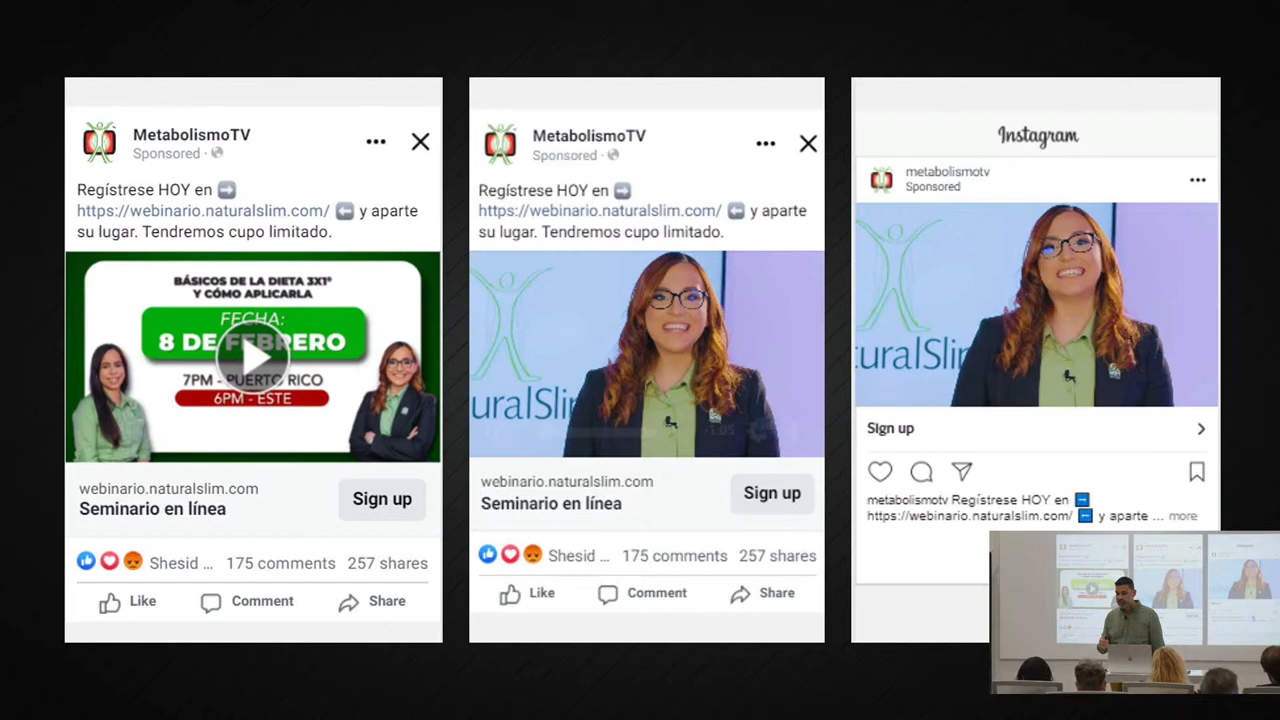 MetabolismoTV
Sponsored ·
Regístrese HOY en ➡
https://webinario.naturalslim.com/ ⬅ y aparte
su lugar. Tendremos cupo limitado.
BÁSICOS DE LA DIETA 3X1®
Y CÓMO APLICARLA
FECHA:
8 DE FEBRERO
7PM - PUERTO RICO
6PM - ESTE
webinario.naturalslim.com
Seminario en línea
Sign up
Shesid ... 175 comments 257 shares
Like Comment Share
MetabolismoTV
Sponsored ·
Regístrese HOY en ➡
https://webinario.naturalslim.com/ ⬅ y aparte
su lugar. Tendremos cupo limitado.
uralSli
webinario.naturalslim.com
Seminario en línea
Sign up
Shesid ... 175 comments 257 shares
Like Comment Share
Instagram
metabolismotv
Sponsored
turalSli
Sign up
metabolismotv Regístrese HOY en ➡
https://webinario.naturalslim.com/ ⬅ y aparte ... more